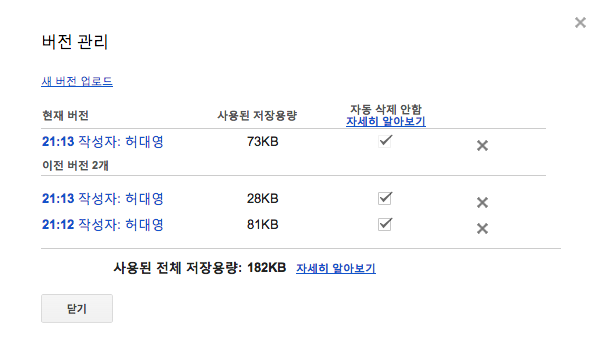 버전 관리
새 버전 업로드
현재 버전 사용된 저장용량 자동 삭제 안함
자세히 알아보기
21:13 작성자: 허대영 73KB
이전 버전 2개
21:13 작성자: 허대영 28KB
21:12 작성자: 허대영 81KB
사용된 전체 저장용량: 182KB 자세히 알아보기
닫기